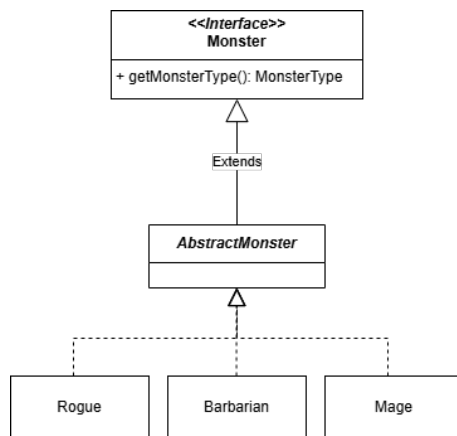 <<Interface>>
Monster
+ getMonsterType(): MonsterType
Extends
AbstractMonster
Rogue
Barbarian
Mage